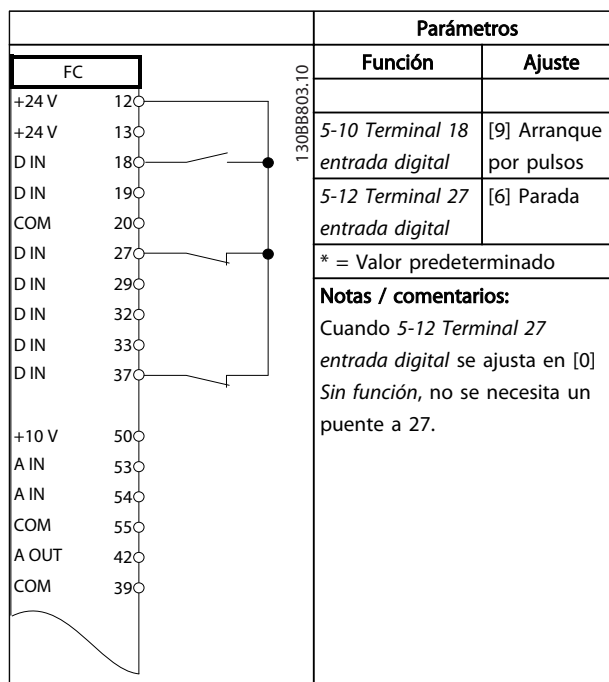 FC
+24 V 12
+24 V 13
D IN 18
D IN 19
COM 20
D IN 27
D IN 29
D IN 32
D IN 33
D IN 37
+10 V 50
A IN 53
A IN 54
COM 55
A OUT 42
COM 39
130BB803.10
Parámetros
Función Ajuste
5-10 Terminal 18 [9] Arranque
entrada digital por pulsos
5-12 Terminal 27 [6] Parada
entrada digital
* = Valor predeterminado
Notas / comentarios:
Cuando 5-12 Terminal 27
entrada digital se ajusta en [0]
Sin función, no se necesita un
puente a 27.